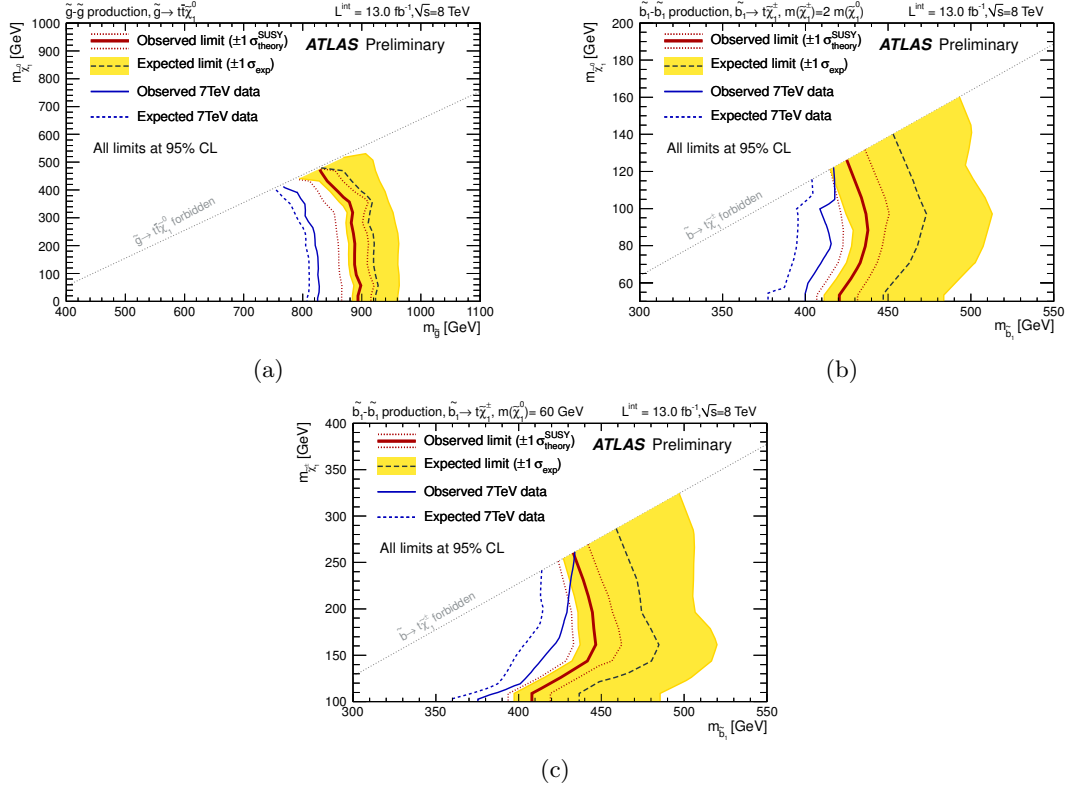 g̃-g̃ production, g̃→ tt̄χ̃₁⁰ L^int = 13.0 fb⁻¹, √s=8 TeV
ATLAS Preliminary
Observed limit (±1 σ^SUSY_theory)
Expected limit (±1 σ_exp)
Observed 7TeV data
Expected 7TeV data
All limits at 95% CL
g̃→ tt̄χ̃₁⁰ forbidden
m_χ̃₁⁰ [GeV]
1000
900
800
700
600
500
400
300
200
100
0
400 500 600 700 800 900 1000 1100
m_g̃ [GeV]
(a)
b̃₁-b̃₁ production, b̃₁→ tχ̃₁^±, m(χ̃₁^±)=2 m(χ̃₁⁰) L^int = 13.0 fb⁻¹, √s=8 TeV
ATLAS Preliminary
Observed limit (±1 σ^SUSY_theory)
Expected limit (±1 σ_exp)
Observed 7TeV data
Expected 7TeV data
All limits at 95% CL
b̃→ tχ̃₁^± forbidden
m_χ̃₁⁰ [GeV]
200
180
160
140
120
100
80
60
300 350 400 450 500 550
m_b̃₁ [GeV]
(b)
b̃₁-b̃₁ production, b̃₁→ tχ̃₁^±, m(χ̃₁⁰)= 60 GeV L^int = 13.0 fb⁻¹, √s=8 TeV
ATLAS Preliminary
Observed limit (±1 σ^SUSY_theory)
Expected limit (±1 σ_exp)
Observed 7TeV data
Expected 7TeV data
All limits at 95% CL
b̃→ tχ̃₁^± forbidden
m_χ̃₁^± [GeV]
400
350
300
250
200
150
100
300 350 400 450 500 550
m_b̃₁ [GeV]
(c)